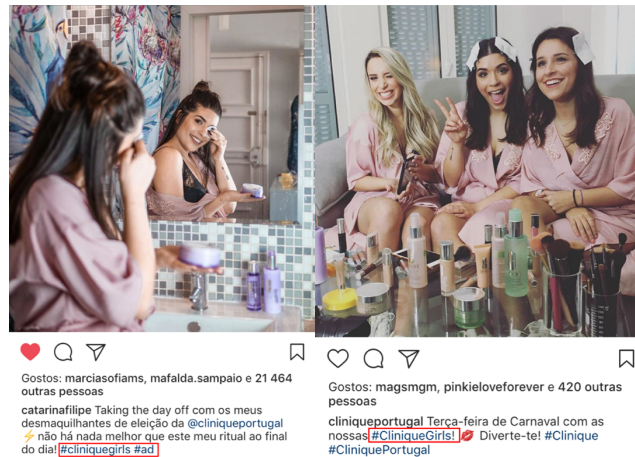 Gostos: marciasofiams, mafalda.sampaio e 21 464
outras pessoas
catarinafilipe Taking the day off com os meus
desmaquilhantes de eleição da @cliniqueportugal
⚡ não há nada melhor que este meu ritual ao final
do dia! #cliniquegirls #ad
Gostos: magsmgm, pinkieloveforever e 420 outras
pessoas
cliniqueportugal Terça-feira de Carnaval com as
nossas #CliniqueGirls! 💋 Diverte-te! #Clinique
#CliniquePortugal